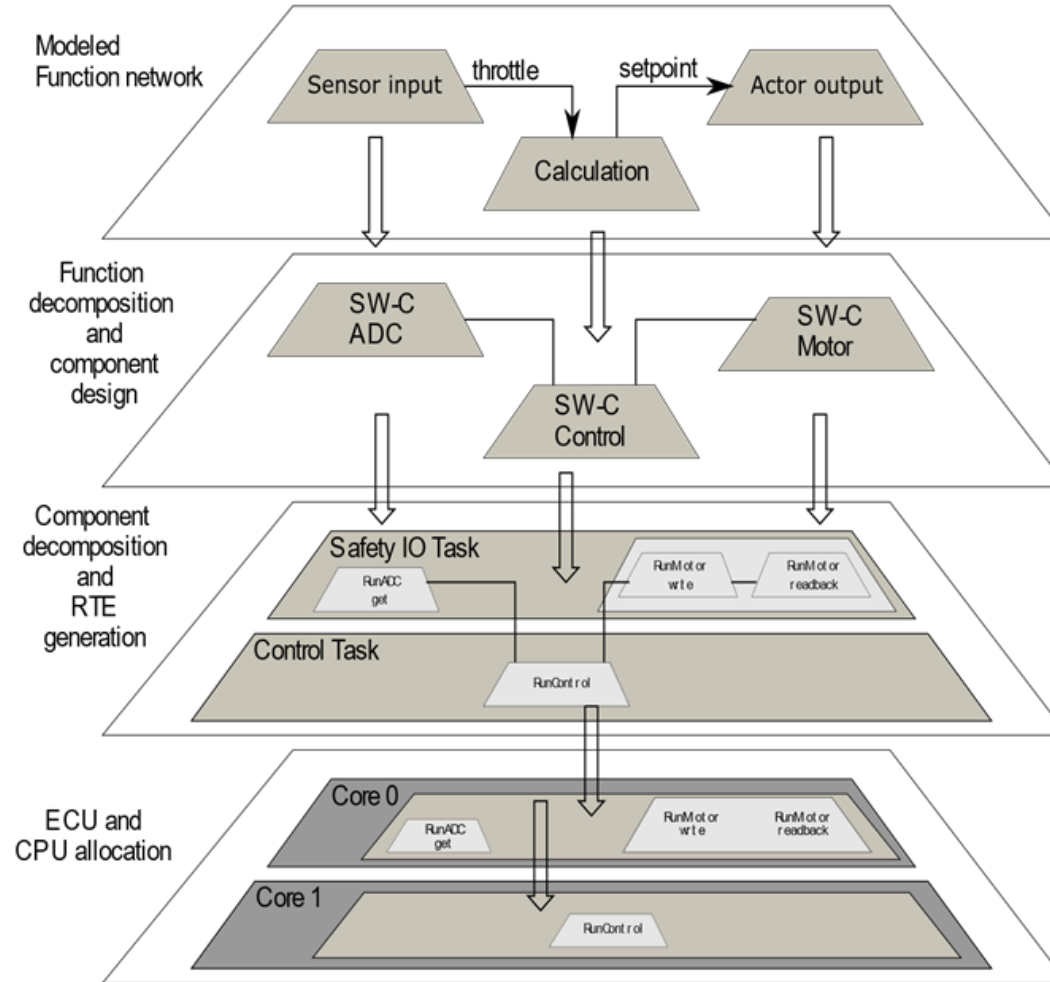 Modeled
Function network
Sensor input
throttle
setpoint
Actor output
Calculation
Function
decomposition
and
component
design
SW-C
ADC
SW-C
Motor
SW-C
Control
Component
decomposition
and
RTE
generation
Safety IO Task
RunADC
get
RunMotor
write
RunMotor
readback
Control Task
RunControl
ECU and
CPU allocation
Core 0
RunADC
get
RunMotor
write
RunMotor
readback
Core 1
RunControl